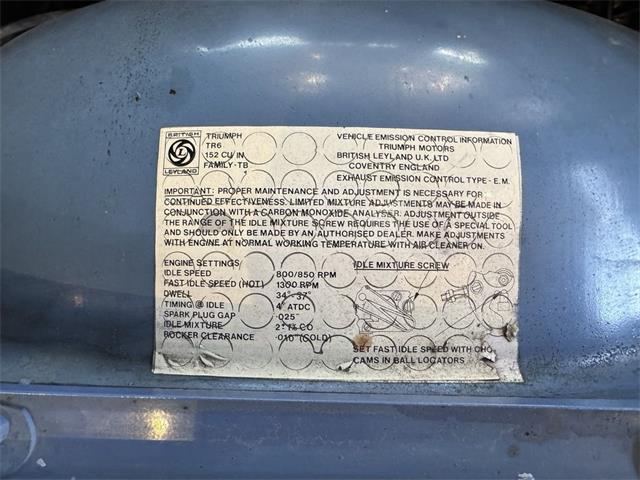 BRITISH
L
LEYLAND
TRIUMPH
TR6
152 CU/IN
FAMILY-TB
VEHICLE EMISSION CONTROL INFORMATION
TRIUMPH MOTORS
BRITISH LEYLAND U.K. LTD
COVENTRY ENGLAND
EXHAUST EMISSION CONTROL TYPE - E.M.
IMPORTANT: PROPER MAINTENANCE AND ADJUSTMENT IS NECESSARY FOR
CONTINUED EFFECTIVENESS. LIMITED MIXTURE ADJUSTMENTS MAY BE MADE IN
CONJUNCTION WITH A CARBON MONOXIDE ANALYSER. ADJUSTMENT OUTSIDE
THE RANGE OF THE IDLE MIXTURE SCREW REQUIRES THE USE OF A SPECIAL TOOL
AND SHOULD ONLY BE MADE BY AN AUTHORISED DEALER. MAKE ADJUSTMENTS
WITH ENGINE AT NORMAL WORKING TEMPERATURE WITH AIR CLEANER ON.
ENGINE SETTINGS
IDLE SPEED 800/850 RPM
FAST IDLE SPEED (HOT) 1300 RPM
DWELL 34°-37°
TIMING @ IDLE 4° ATDC
SPARK PLUG GAP .025"
IDLE MIXTURE CO
ROCKER CLEARANCE .010" (COLD)
IDLE MIXTURE SCREW
SET FAST IDLE SPEED WITH
CAMS IN BALL LOCATORS